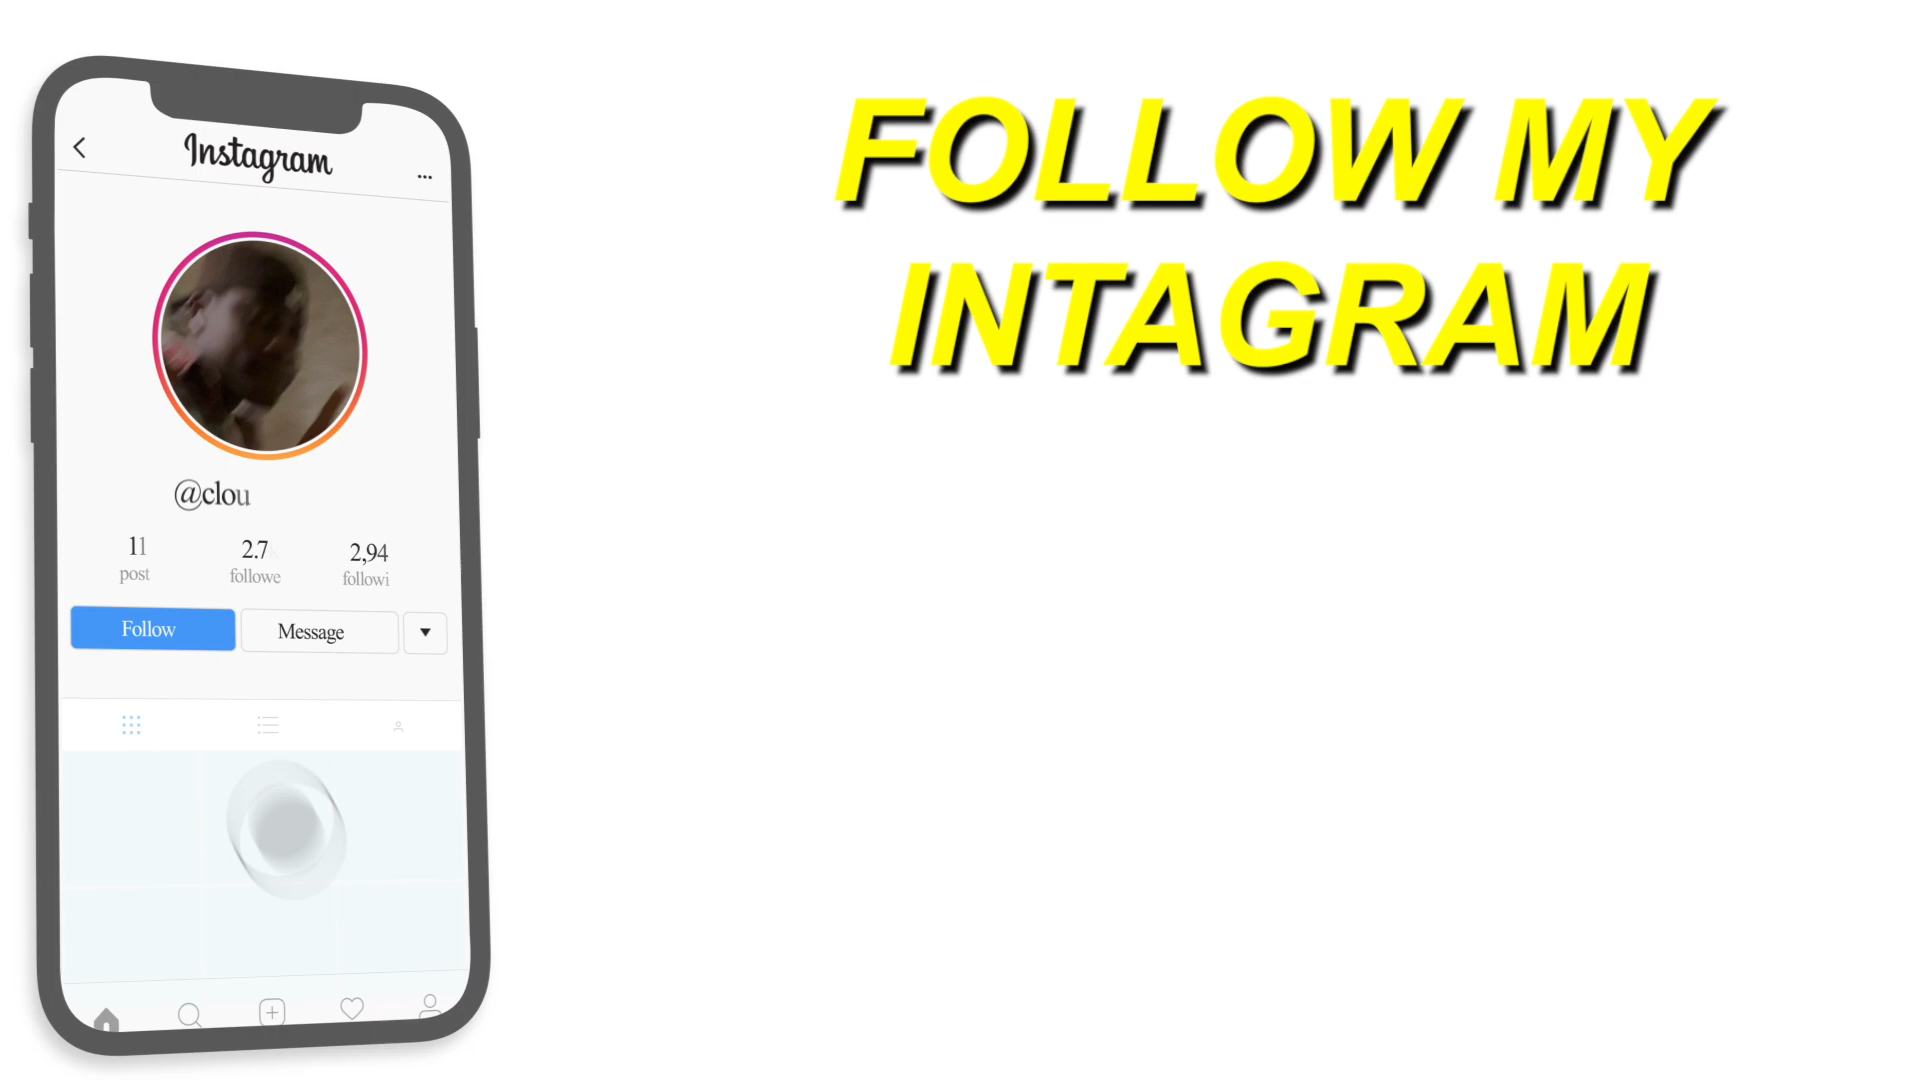 Instagram
FOLLOW MY
INTAGRAM
@clou
11
2.7
2,94
post
followe
followi
Follow
Message